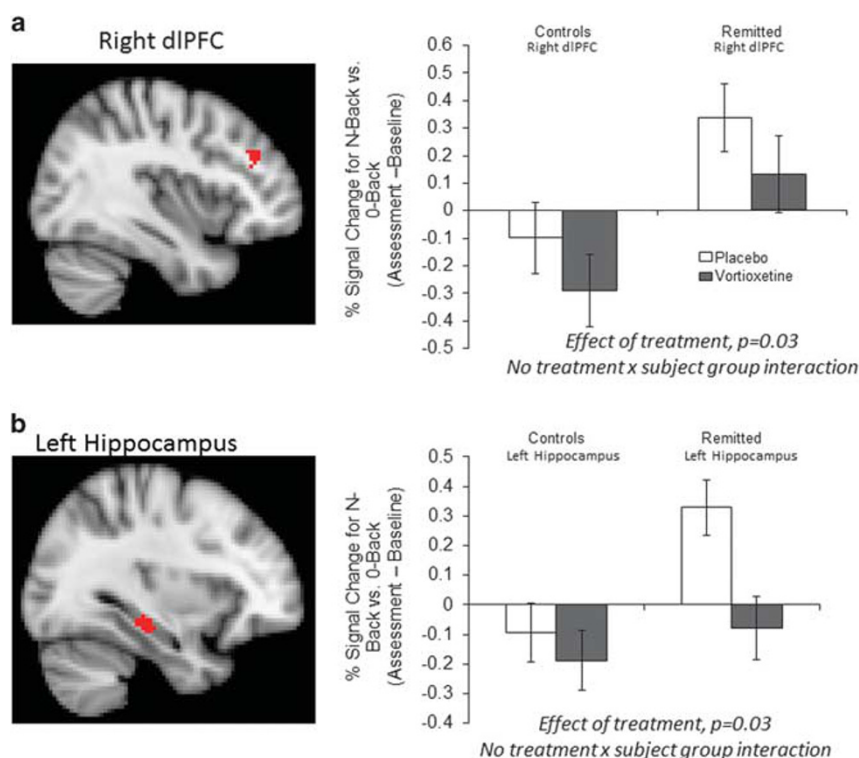 a
Right dlPFC
% Signal Change for N-Back vs.
0-Back
(Assessment –Baseline)
Controls
Right dlPFC
Remitted
Right dlPFC
0.6
0.5
0.4
0.3
0.2
0.1
0
-0.1
-0.2
-0.3
-0.4
-0.5
Placebo
Vortioxetine
Effect of treatment, p=0.03
No treatment x subject group interaction
b
Left Hippocampus
% Signal Change for N-
Back vs. 0-Back
(Assessment – Baseline)
Controls
Left Hippocampus
Remitted
Left Hippocampus
0.5
0.4
0.3
0.2
0.1
0
-0.1
-0.2
-0.3
-0.4
Effect of treatment, p=0.03
No treatment x subject group interaction